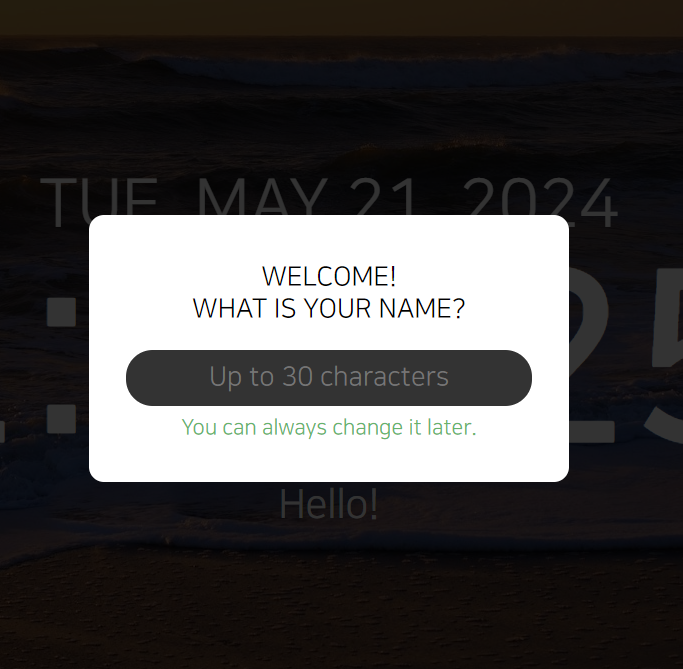 TUE, MAY 21, 2024
WELCOME!
WHAT IS YOUR NAME?
Up to 30 characters
You can always change it later.
Hello!